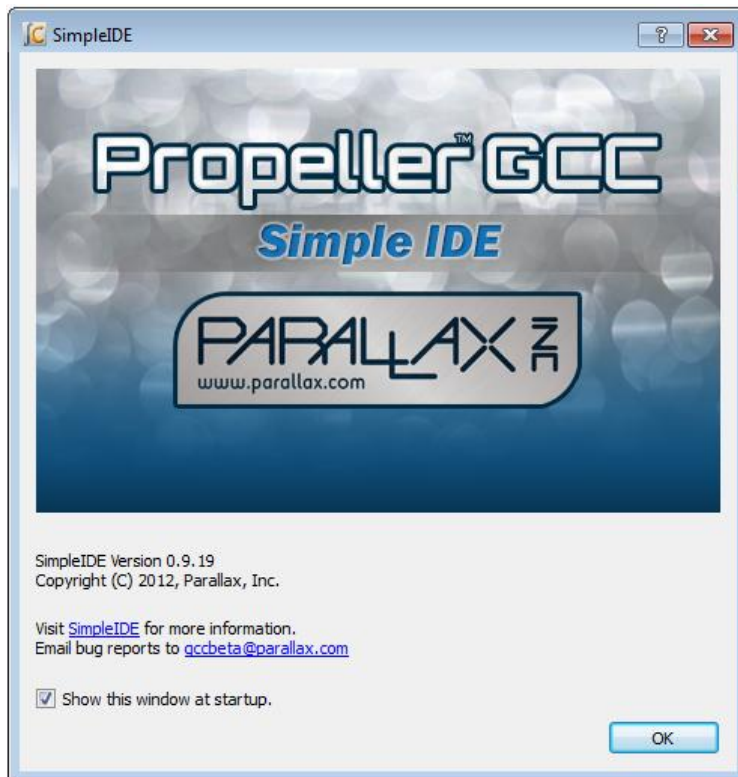 SimpleIDE
Propeller™ GCC
Simple IDE
PARALLAX INC
www.parallax.com
SimpleIDE Version 0.9.19
Copyright (C) 2012, Parallax, Inc.
Visit SimpleIDE for more information.
Email bug reports to gccbeta@parallax.com
Show this window at startup.
OK